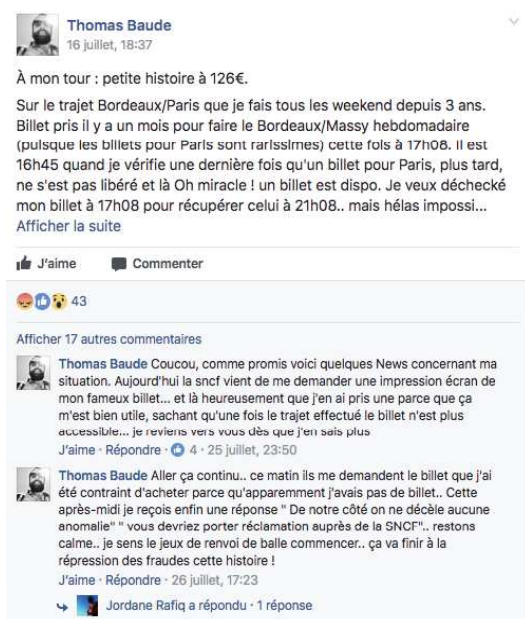 Thomas Baude
16 juillet, 18:37
À mon tour : petite histoire à 126€.
Sur le trajet Bordeaux/Paris que je fais tous les weekend depuis 3 ans.
Billet pris il y a un mois pour faire le Bordeaux/Massy hebdomadaire
(puisque les billets pour Paris sont rarissimes) cette fois à 17h08. Il est
16h45 quand je vérifie une dernière fois qu'un billet pour Paris, plus tard,
ne s'est pas libéré et là Oh miracle ! un billet est dispo. Je veux déchecké
mon billet à 17h08 pour récupérer celui à 21h08.. mais hélas impossi...
Afficher la suite
J'aime Commenter
43
Afficher 17 autres commentaires
Thomas Baude Coucou, comme promis voici quelques News concernant ma
situation. Aujourd'hui la sncf vient de me demander une impression écran de
mon fameux billet... et là heureusement que j'en ai pris une parce que ça
m'est bien utile, sachant qu'une fois le trajet effectué le billet n'est plus
accessible... je reviens vers vous dès que j'en sais plus
J'aime · Répondre · 4 · 25 juillet, 23:50
Thomas Baude Aller ça continu.. ce matin ils me demandent le billet que j'ai
été contraint d'acheter parce qu'apparemment j'avais pas de billet.. Cette
après-midi je reçois enfin une réponse " De notre côté on ne décèle aucune
anomalie" " vous devriez porter réclamation auprès de la SNCF".. restons
calme.. je sens le jeux de renvoi de balle commencer.. ça va finir à la
répression des fraudes cette histoire !
J'aime · Répondre · 26 juillet, 17:23
Jordane Rafiq a répondu · 1 réponse